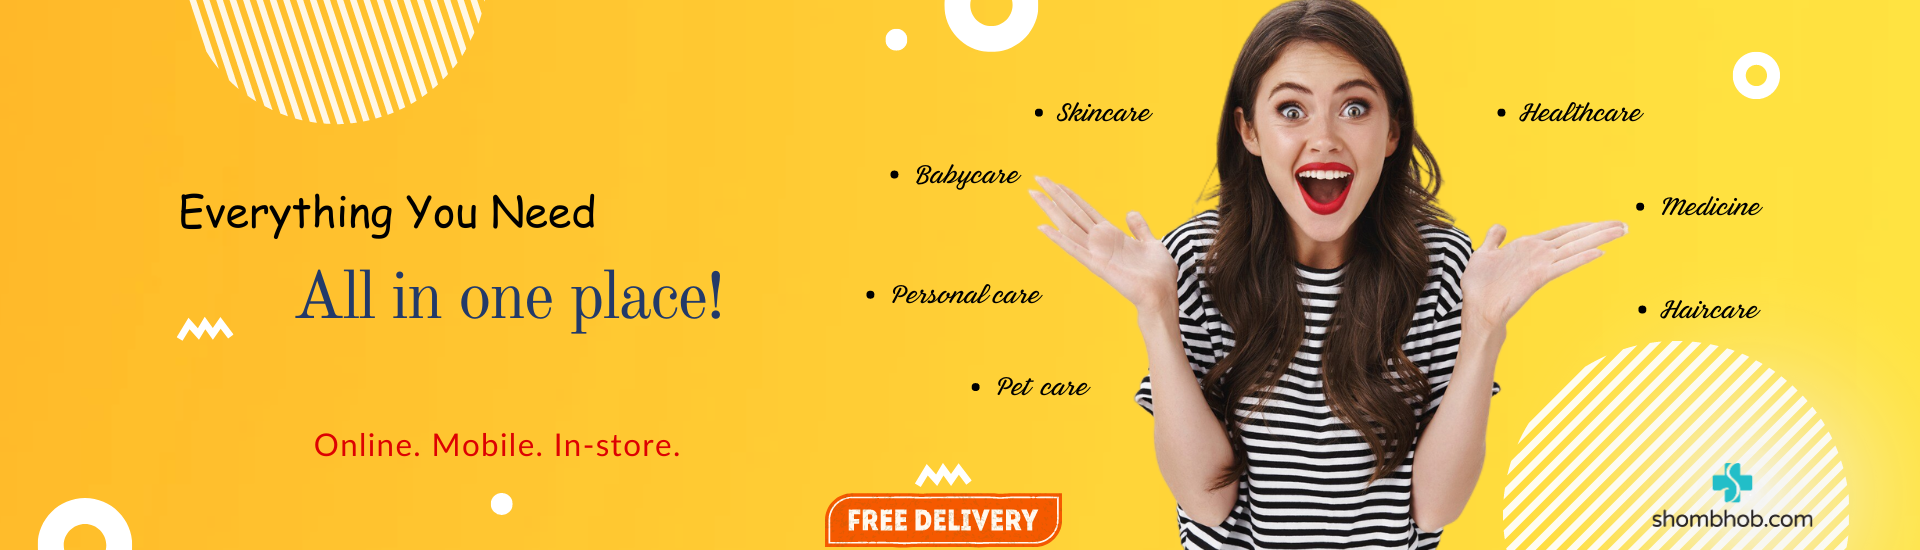 Everything You Need
All in one place!
Online. Mobile. In-store.
• Skincare
• Babycare
• Personal care
• Pet care
FREE DELIVERY
• Healthcare
• Medicine
• Haircare
shombhob.com